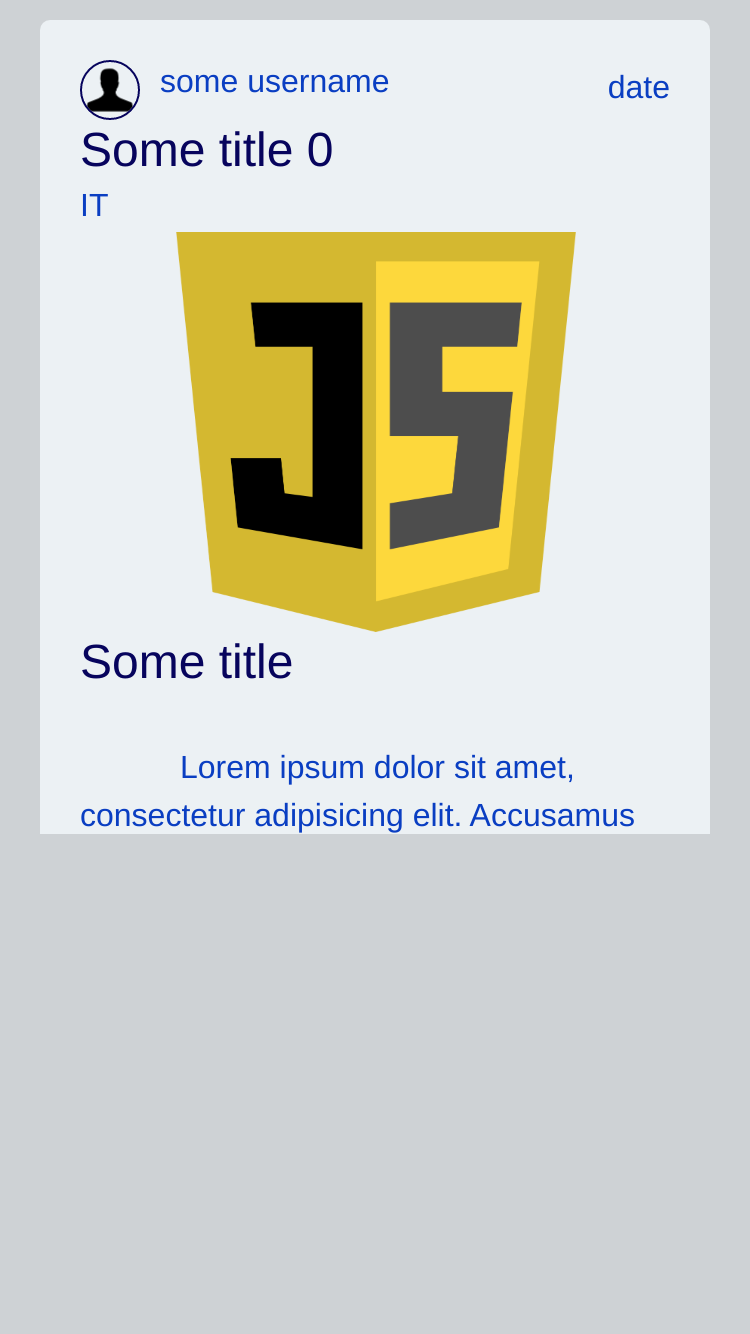 some username
date
Some title 0
IT
JS
Some title
Lorem ipsum dolor sit amet,
consectetur adipisicing elit. Accusamus